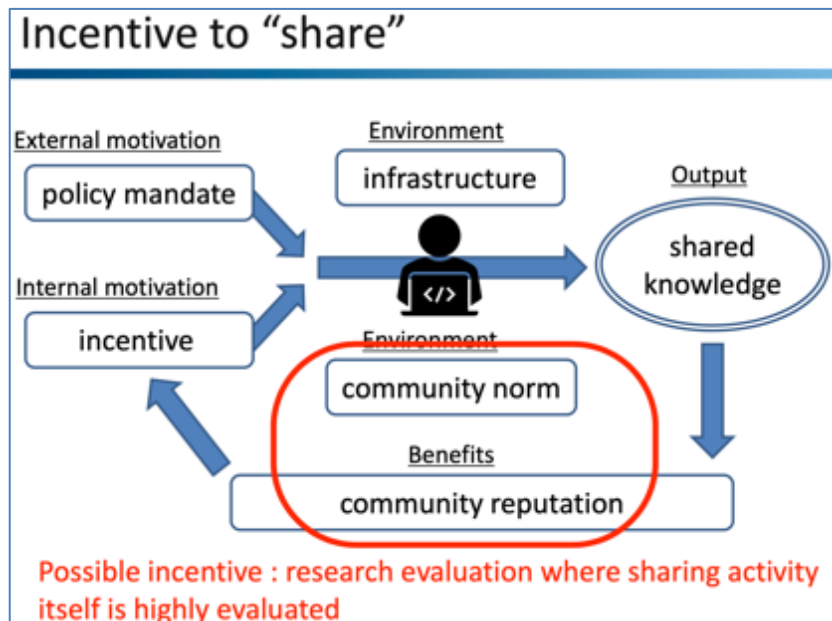 Incentive to “share”
External motivation
policy mandate
Environment
infrastructure
Output
shared
knowledge
Internal motivation
incentive
</>
Environment
community norm
Benefits
community reputation
Possible incentive : research evaluation where sharing activity
itself is highly evaluated